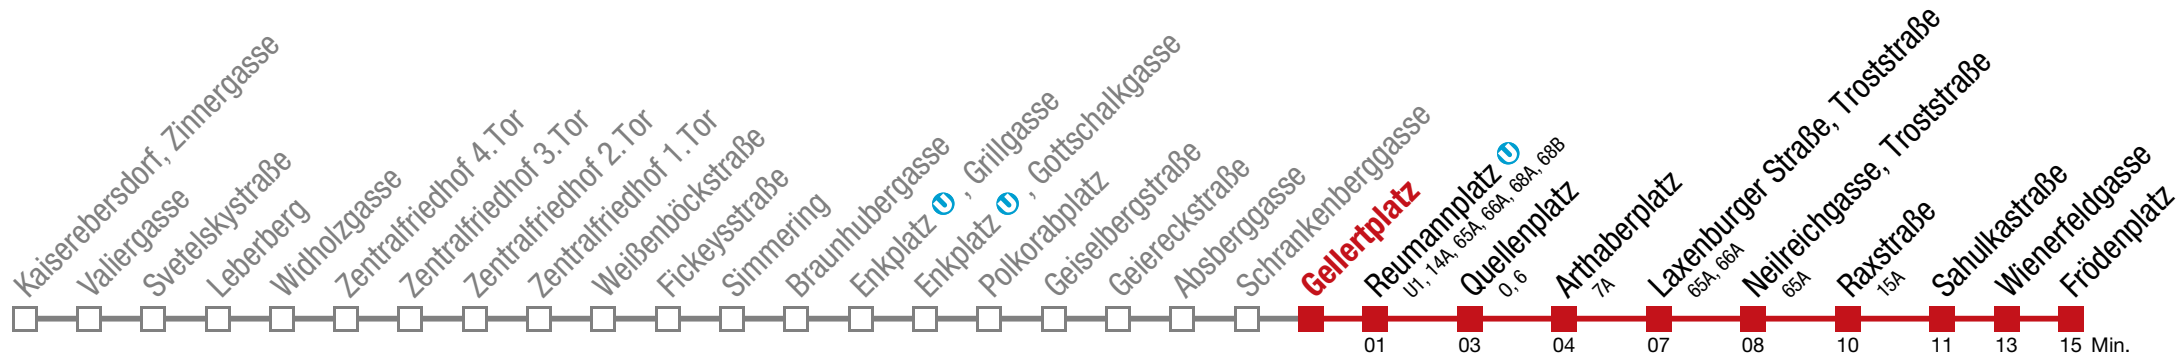 Kaiserebersdorf, Zinnergasse
Valiergasse
Svetelskystraße
Leberberg
Widholzgasse
Zentralfriedhof 4.Tor
Zentralfriedhof 3.Tor
Zentralfriedhof 2.Tor
Zentralfriedhof 1.Tor
Weißenböckstraße
Fickeysstraße
Simmering
Braunhubergasse
Enkplatz U, Grillgasse
Enkplatz U, Gottschalkgasse
Polkorabplatz
Geiselbergstraße
Geiereckstraße
Absberggasse
Schrankenberggasse
Gellertplatz
Reumannplatz U
U1, 14A, 65A, 66A, 68A, 68B
Quellenplatz
0, 6
Arthaberplatz
7A
Laxenburger Straße, Troststraße
65A, 66A
Neilreichgasse, Troststraße
65A
Raxstraße
15A
Sahulkastraße
Wienerfeldgasse
Frödenplatz
01 03 04 07 08 10 11 13 15 Min.